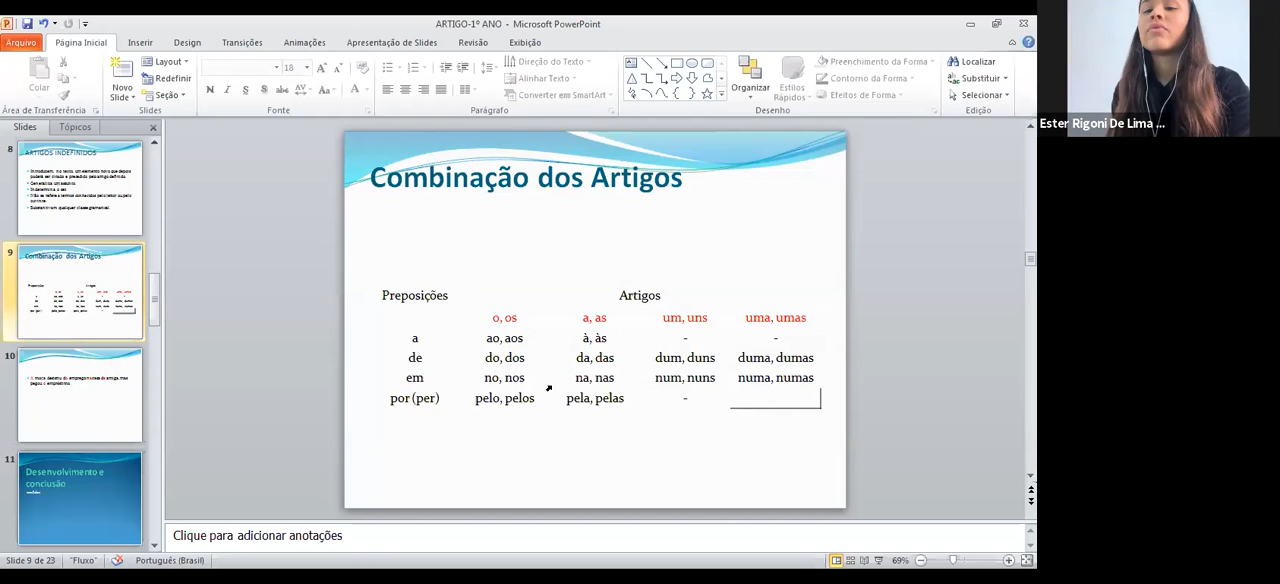 ARTIGO-1º ANO - Microsoft PowerPoint
Arquivo Página Inicial Inserir Design Transições Animações Apresentação de Slides Revisão Exibição
Colar
Novo Slide
Layout
Redefinir
Seção
18
N I S S abc AV Aa A
Direção do Texto
Alinhar Texto
Converter em SmartArt
Organizar
Estilos Rápidos
Preenchimento da Forma
Contorno da Forma
Efeitos de Forma
Localizar
Substituir
Selecionar
Área de Transferência Slides Fonte Parágrafo Desenho Edição
Ester Rigoni De Lima ...
Slides Tópicos
8
ARTIGOS INDEFINIDOS
9
Combinação dos Artigos
10
11
Desenvolvimento e
conclusão
Combinação dos Artigos
Preposições Artigos
o, os a, as um, uns uma, umas
a ao, aos à, às - -
de do, dos da, das dum, duns duma, dumas
em no, nos na, nas num, nuns numa, numas
por (per) pelo, pelos pela, pelas -
Clique para adicionar anotações
Slide 9 de 23 "Fluxo" Português (Brasil) 69%